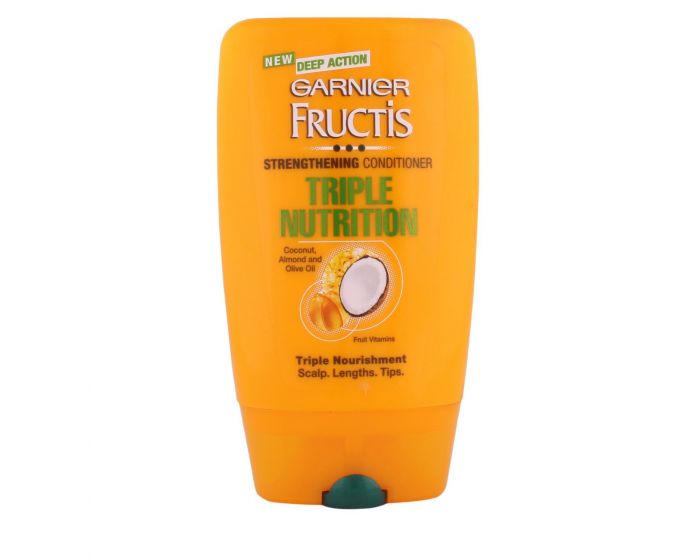 NEW DEEP ACTION
GARNIER
FRUCTIS
STRENGTHENING CONDITIONER
TRIPLE
NUTRITION
Coconut,
Almond and
Olive Oil
Fruit Vitamins
Triple Nourishment
Scalp. Lengths. Tips.